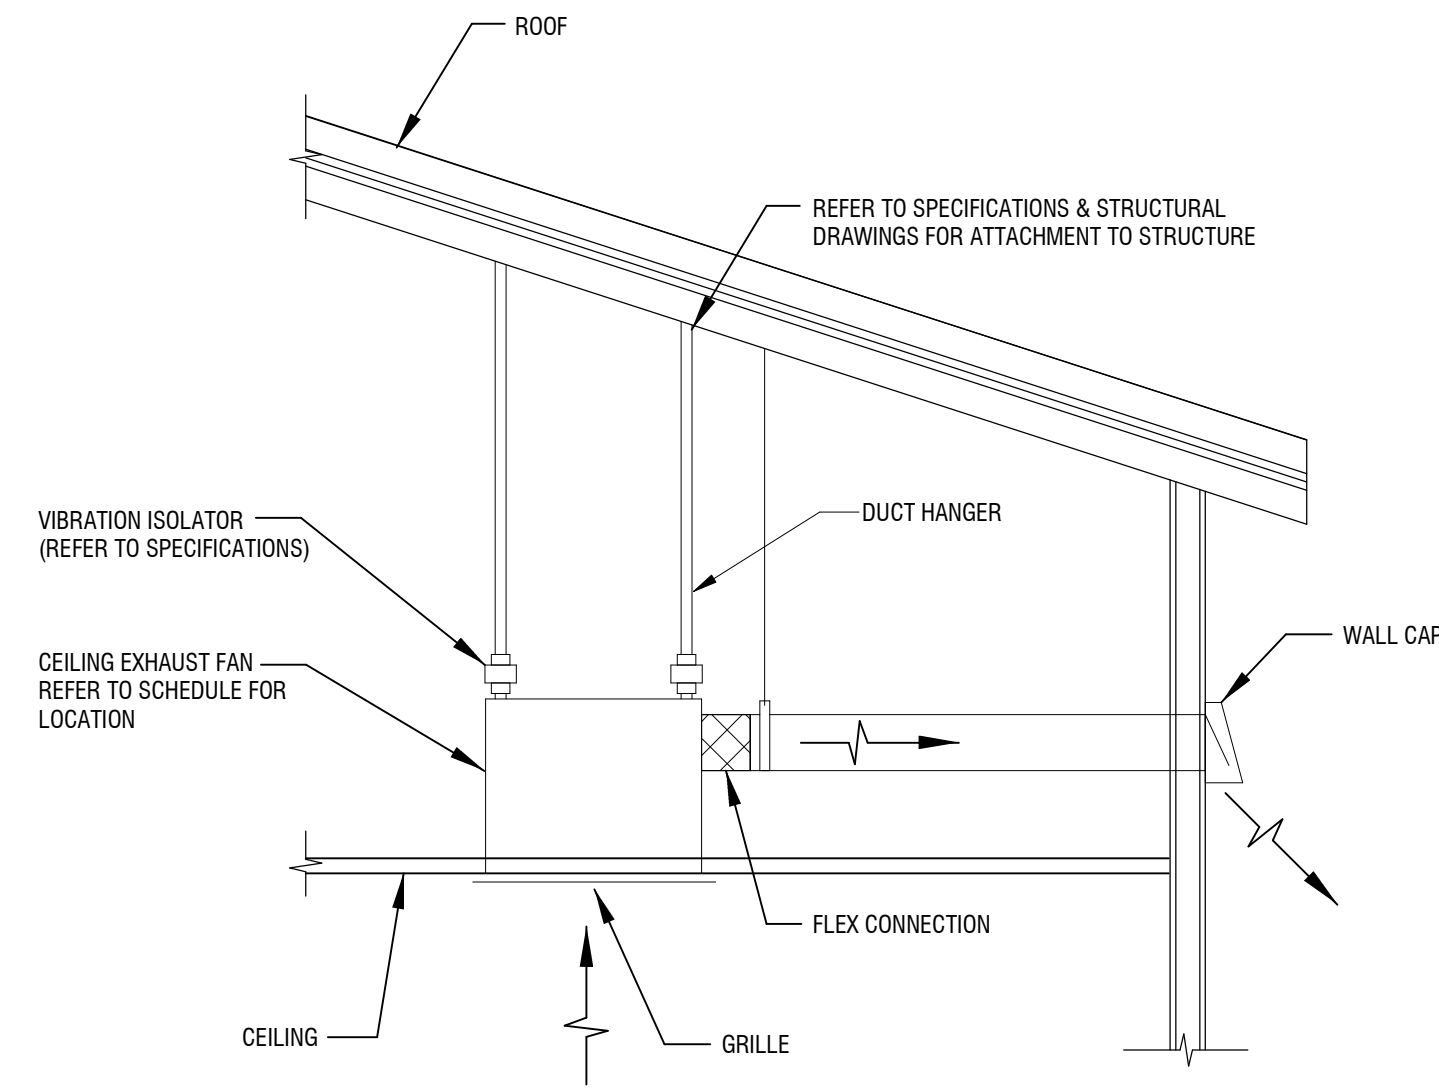 ROOF
REFER TO SPECIFICATIONS & STRUCTURAL
DRAWINGS FOR ATTACHMENT TO STRUCTURE
VIBRATION ISOLATOR
(REFER TO SPECIFICATIONS)
DUCT HANGER
WALL CAP
CEILING EXHAUST FAN
REFER TO SCHEDULE FOR
LOCATION
FLEX CONNECTION
CEILING
GRILLE